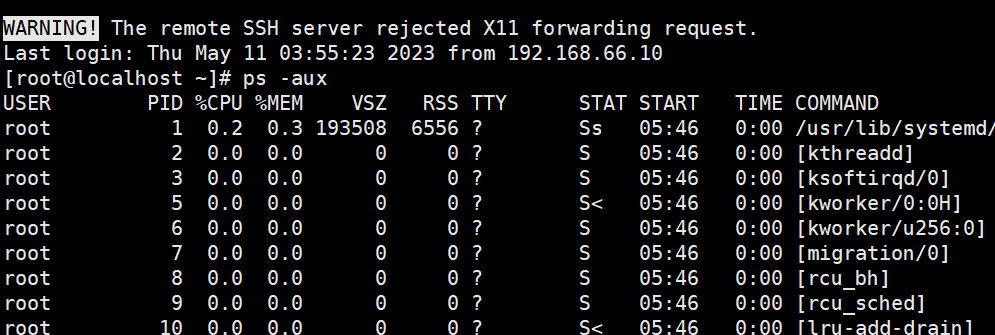 WARNING! The remote SSH server rejected X11 forwarding request.
Last login: Thu May 11 03:55:23 2023 from 192.168.66.10
[root@localhost ~]# ps -aux
USER PID %CPU %MEM VSZ RSS TTY STAT START TIME COMMAND
root 1 0.2 0.3 193508 6556 ? Ss 05:46 0:00 /usr/lib/systemd/
root 2 0.0 0.0 0 0 ? S 05:46 0:00 [kthreadd]
root 3 0.0 0.0 0 0 ? S 05:46 0:00 [ksoftirqd/0]
root 5 0.0 0.0 0 0 ? S< 05:46 0:00 [kworker/0:0H]
root 6 0.0 0.0 0 0 ? S 05:46 0:00 [kworker/u256:0]
root 7 0.0 0.0 0 0 ? S 05:46 0:00 [migration/0]
root 8 0.0 0.0 0 0 ? S 05:46 0:00 [rcu_bh]
root 9 0.0 0.0 0 0 ? S 05:46 0:00 [rcu_sched]
root 10 0.0 0.0 0 0 ? S< 05:46 0:00 [lru-add-drain]